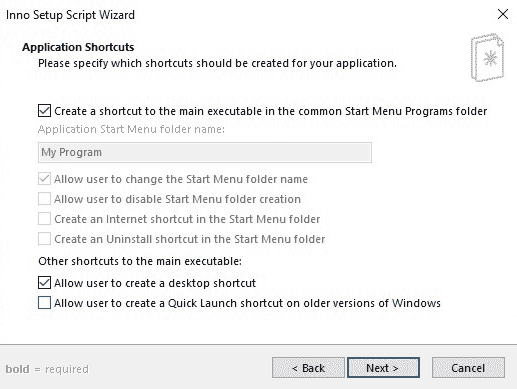 Inno Setup Script Wizard
Application Shortcuts
Please specify which shortcuts should be created for your application.
Create a shortcut to the main executable in the common Start Menu Programs folder
Application Start Menu folder name:
My Program
Allow user to change the Start Menu folder name
Allow user to disable Start Menu folder creation
Create an Internet shortcut in the Start Menu folder
Create an Uninstall shortcut in the Start Menu folder
Other shortcuts to the main executable:
Allow user to create a desktop shortcut
Allow user to create a Quick Launch shortcut on older versions of Windows
bold = required
< Back
Next >
Cancel